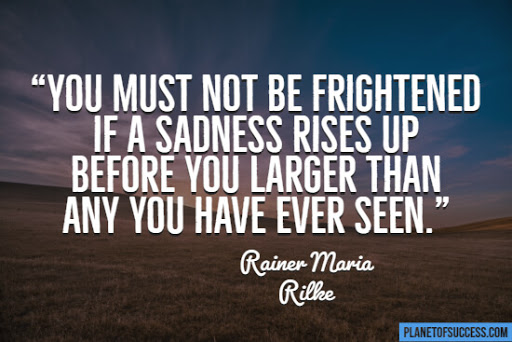 “YOU MUST NOT BE FRIGHTENED
IF A SADNESS RISES UP
BEFORE YOU LARGER THAN
ANY YOU HAVE EVER SEEN.”
Rainer Maria
Rilke
PLANETOFSUCCESS.COM